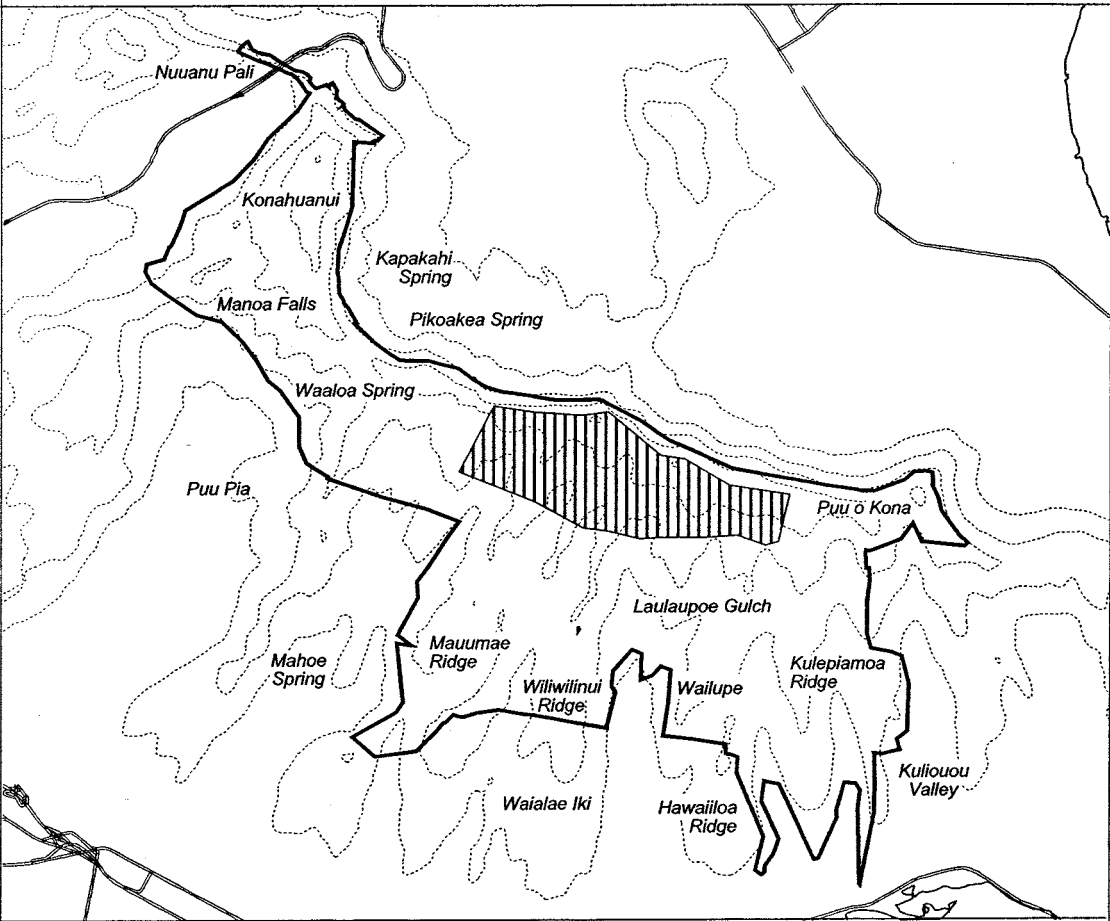 Nuuanu Pali
Konahuanui
Kapakahi
Spring
Manoa Falls
Pikoakea Spring
Waaloa Spring
Puu Pia
Puu o Kona
Laulaupoe Gulch
Mauumae
Ridge
Mahoe
Spring
Kulepiamoa
Ridge
Wiliwilinui
Ridge
Wailupe
Kuliouou
Valley
Waialae Iki
Hawaiiloa
Ridge